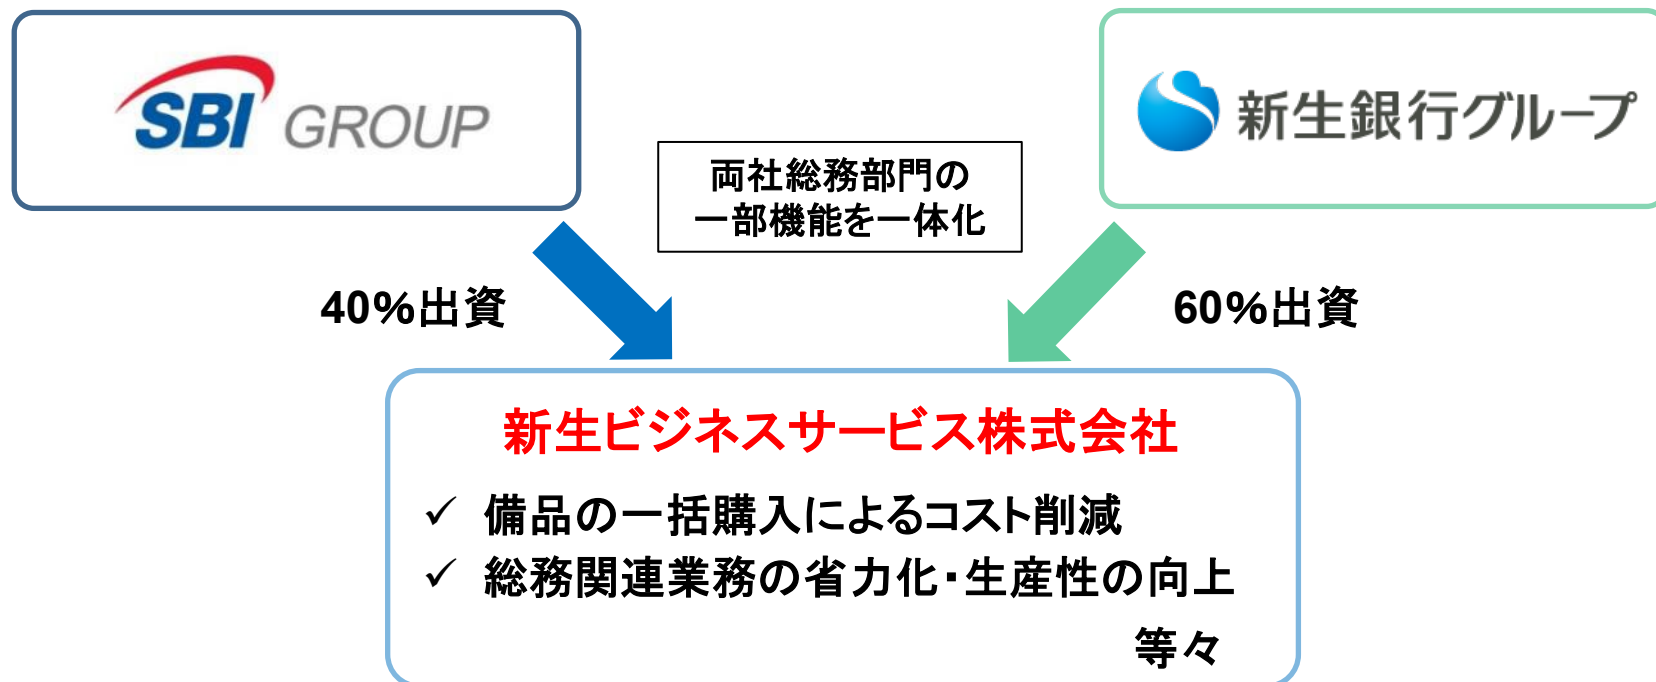 SBI GROUP
新生銀行グループ
両社総務部門の
一部機能を一体化
40%出資
60%出資
新生ビジネスサービス株式会社
✓ 備品の一括購入によるコスト削減
✓ 総務関連業務の省力化・生産性の向上
等々